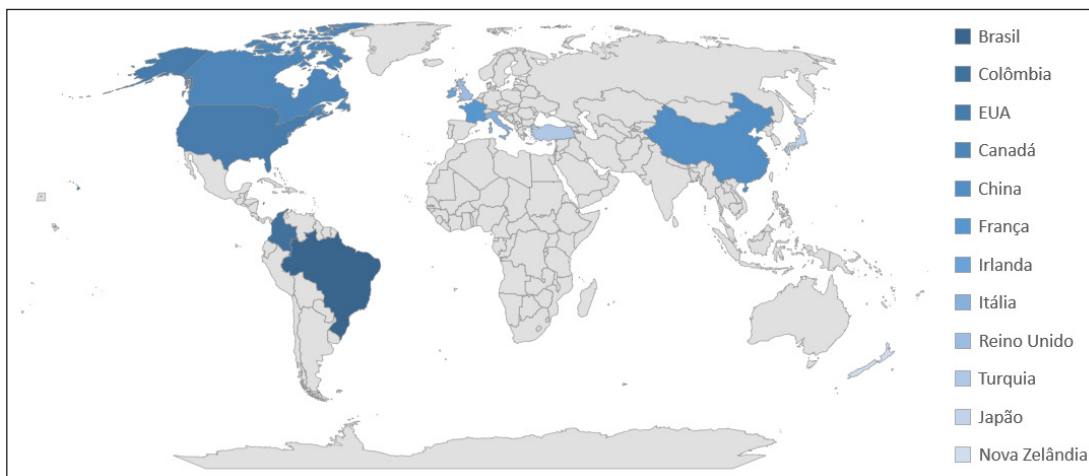 Brasil
Colômbia
EUA
Canadá
China
França
Irlanda
Itália
Reino Unido
Turquia
Japão
Nova Zelândia